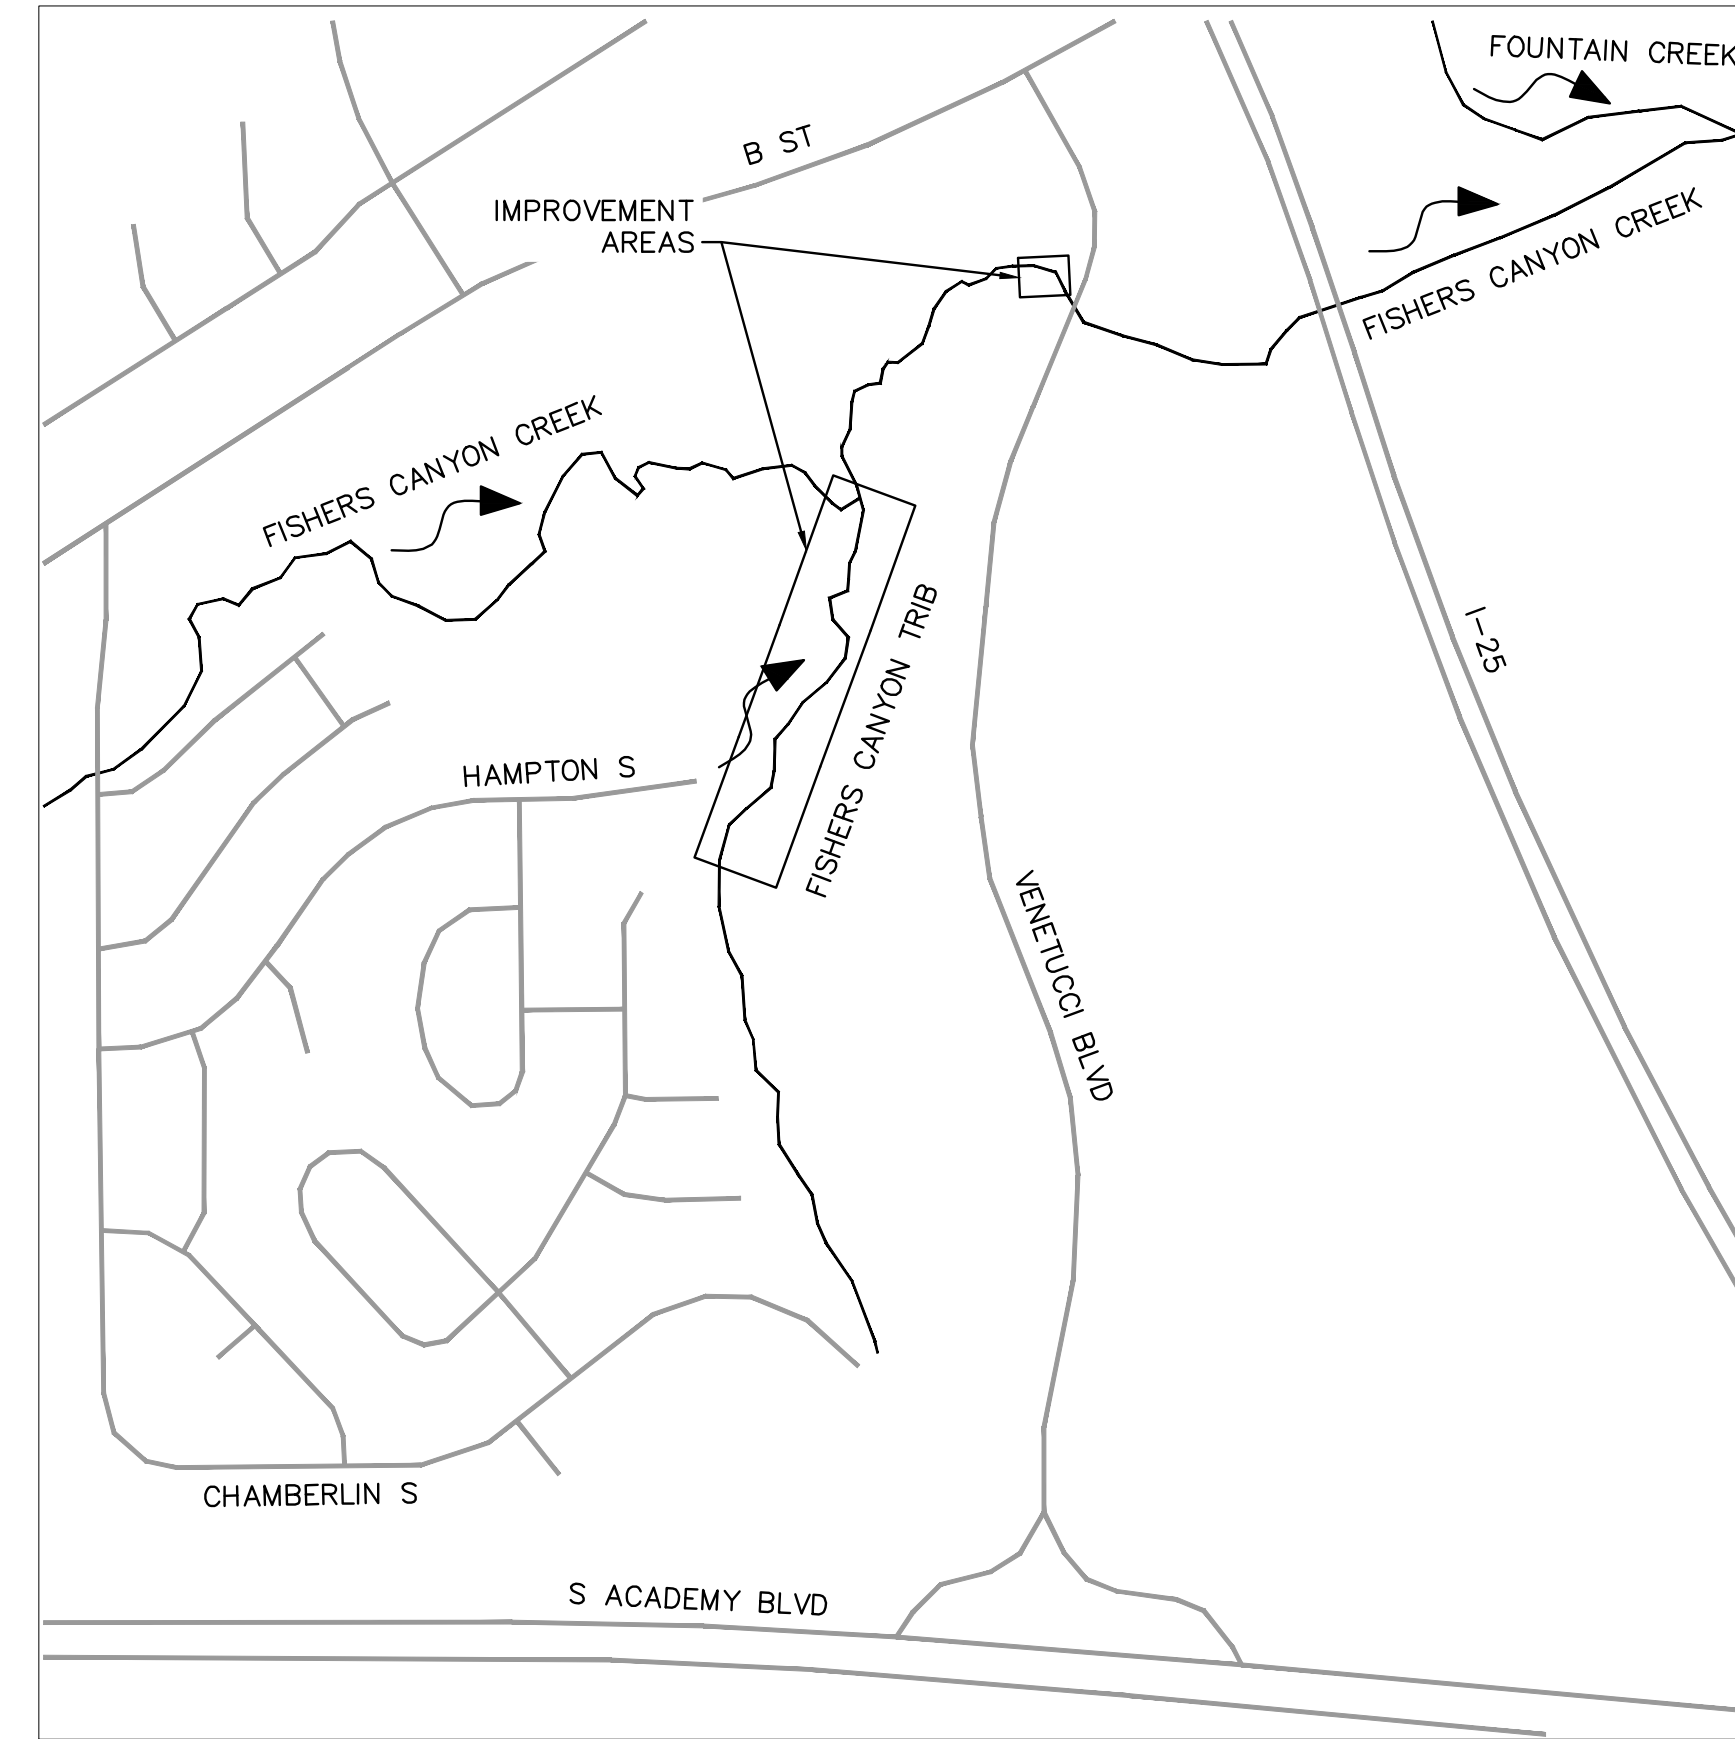 FOUNTAIN CREEK
B ST
IMPROVEMENT
AREAS
FISHERS CANYON CREEK
FISHERS CANYON CREEK
FISHERS CANYON TRIB
I-25
HAMPTON S
VENETUCCI BLVD
CHAMBERLIN S
S ACADEMY BLVD